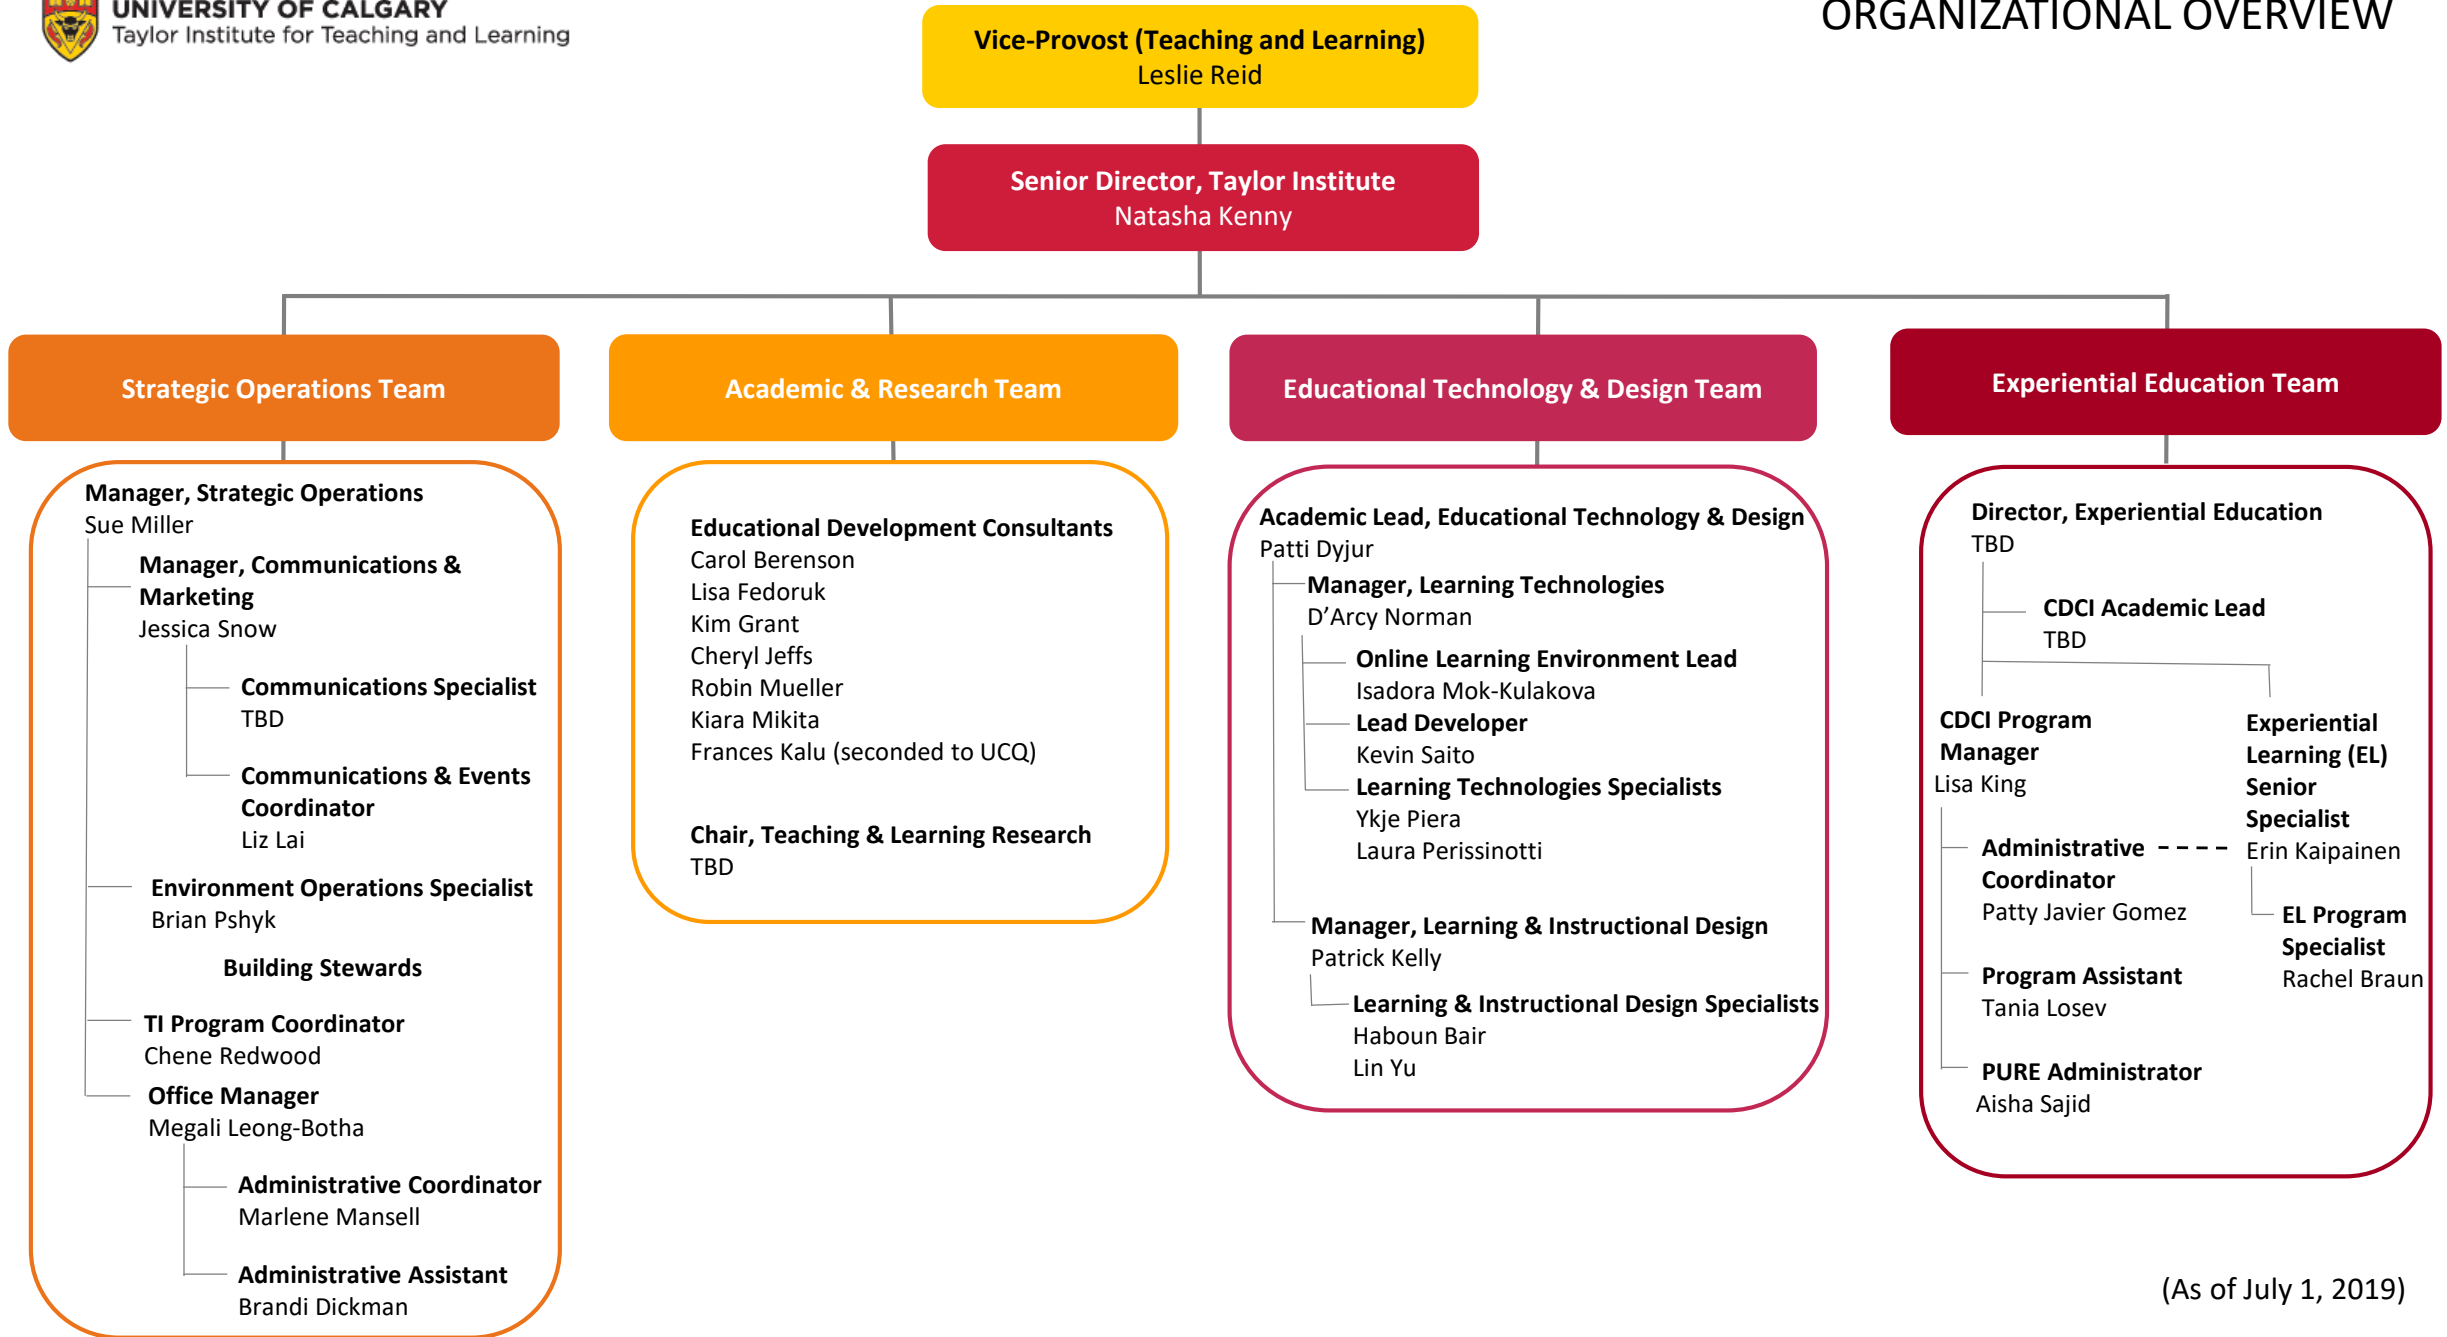 UNIVERSITY OF CALGARY
Taylor Institute for Teaching and Learning
ORGANIZATIONAL OVERVIEW
Vice-Provost (Teaching and Learning)
Leslie Reid
Senior Director, Taylor Institute
Natasha Kenny
Strategic Operations Team
Manager, Strategic Operations
Sue Miller
Manager, Communications &
Marketing
Jessica Snow
Communications Specialist
TBD
Communications & Events
Coordinator
Liz Lai
Environment Operations Specialist
Brian Pshyk
Building Stewards
TI Program Coordinator
Chene Redwood
Office Manager
Megali Leong-Botha
Administrative Coordinator
Marlene Mansell
Administrative Assistant
Brandi Dickman
Academic & Research Team
Educational Development Consultants
Carol Berenson
Lisa Fedoruk
Kim Grant
Cheryl Jeffs
Robin Mueller
Kiara Mikita
Frances Kalu (seconded to UCQ)
Chair, Teaching & Learning Research
TBD
Educational Technology & Design Team
Academic Lead, Educational Technology & Design
Patti Dyjur
Manager, Learning Technologies
D’Arcy Norman
Online Learning Environment Lead
Isadora Mok-Kulakova
Lead Developer
Kevin Saito
Learning Technologies Specialists
Ykje Piera
Laura Perissinotti
Manager, Learning & Instructional Design
Patrick Kelly
Learning & Instructional Design Specialists
Haboun Bair
Lin Yu
Experiential Education Team
Director, Experiential Education
TBD
CDCI Academic Lead
TBD
CDCI Program
Manager
Lisa King
Administrative
Coordinator
Patty Javier Gomez
Program Assistant
Tania Losev
PURE Administrator
Aisha Sajid
Experiential
Learning (EL)
Senior
Specialist
Erin Kaipainen
EL Program
Specialist
Rachel Braun
(As of July 1, 2019)